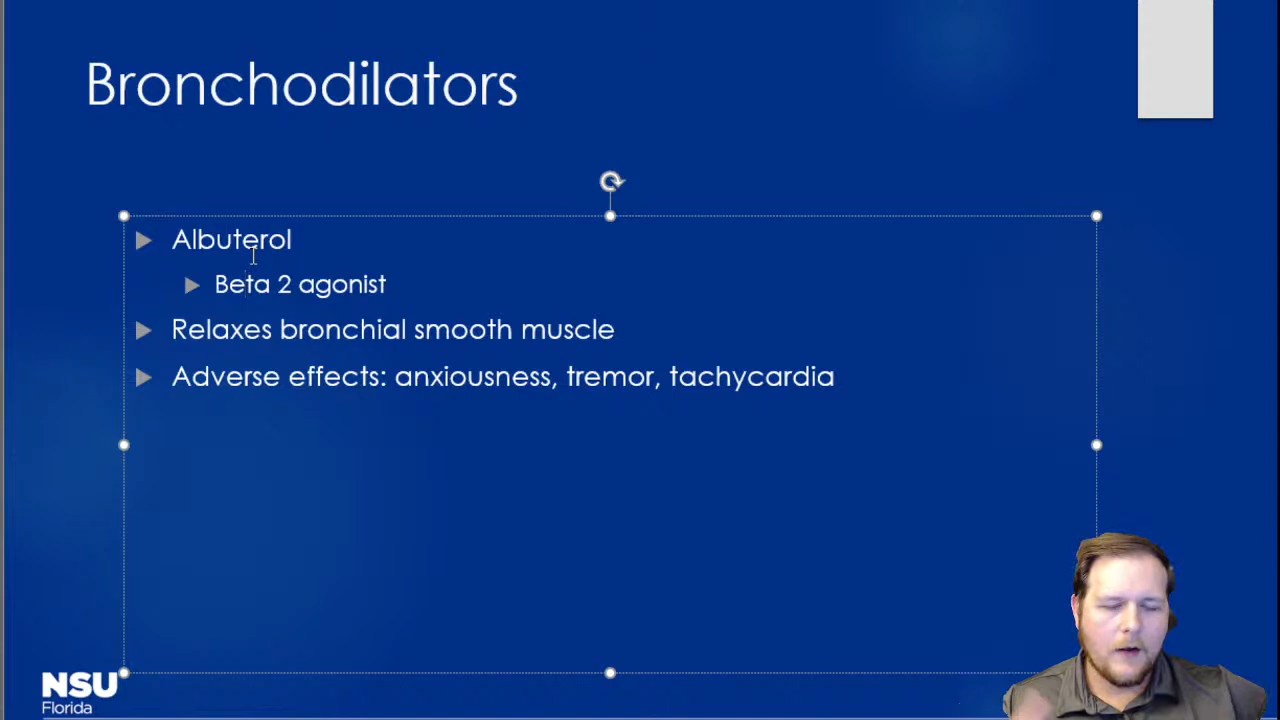 Bronchodilators
Albuterol
Beta 2 agonist
Relaxes bronchial smooth muscle
Adverse effects: anxiousness, tremor, tachycardia
NSU
Florida